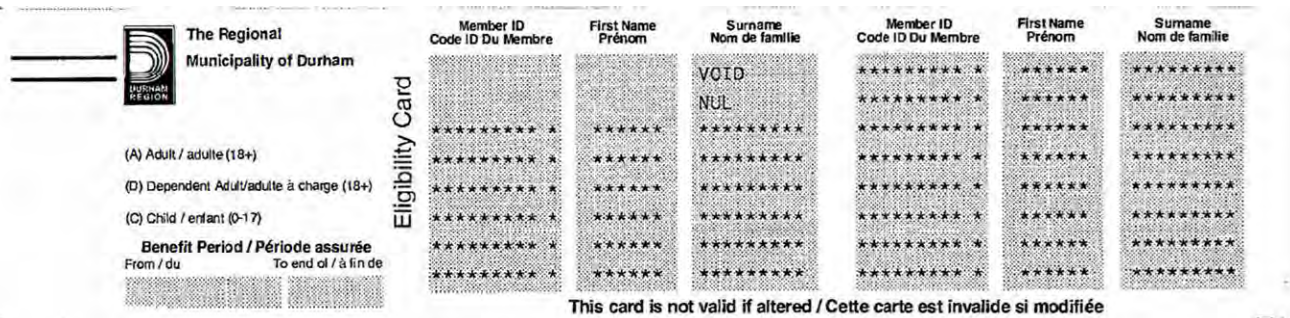 The Regional
Municipality of Durham
DURHAM
REGION
(A) Adult / adulte (18+)
(D) Dependent Adult/adulte à charge (18+)
(C) Child / enfant (0-17)
Benefit Period / Période assurée
From / du To end of / à fin de
Eligibility Card
Member ID First Name Surname Member ID First Name Surname
Code ID Du Membre Prénom Nom de famille Code ID Du Membre Prénom Nom de famille
VOID ********* * ****** *********
NUL ********* * ****** *********
********* * ****** ********* ********* * ****** *********
********* * ****** ********* ********* * ****** *********
********* * ****** ********* ********* * ****** *********
********* * ****** ********* ********* * ****** *********
********* * ****** ********* ********* * ****** *********
********* * ****** ********* ********* * ****** *********
This card is not valid if altered / Cette carte est invalide si modifiée